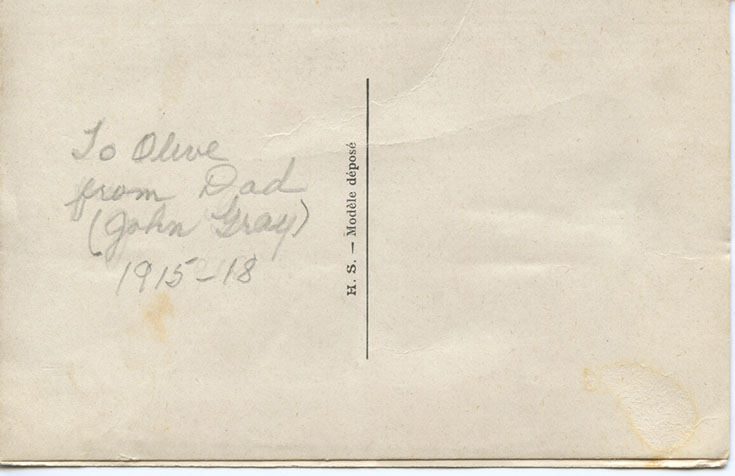 To Olive
from Dad
(John Gray)
1915-18
H. S. — Modèle déposé